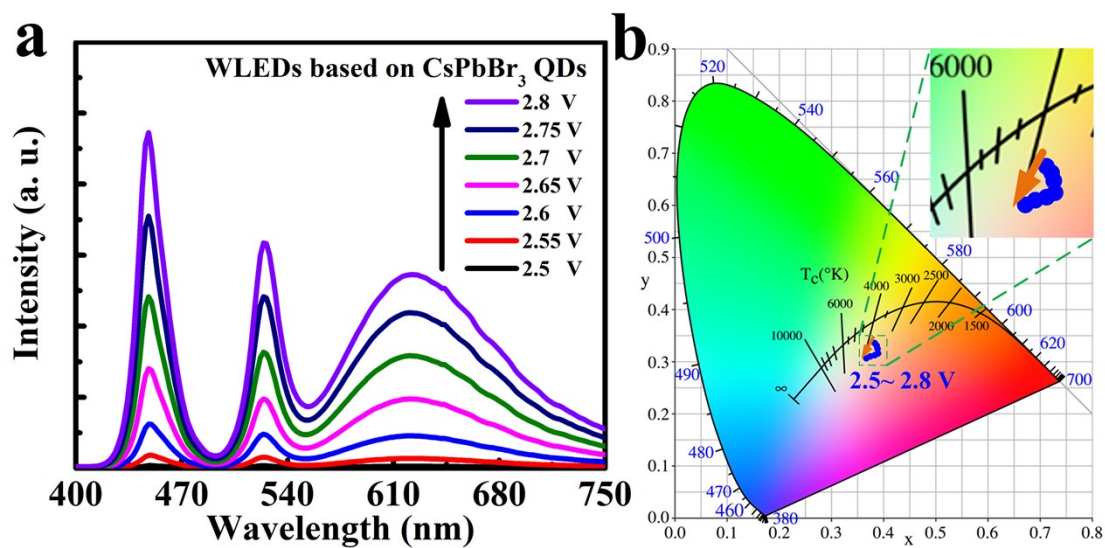 a
WLEDs based on CsPbBr3 QDs
2.8 V
2.75 V
2.7 V
2.65 V
2.6 V
2.55 V
2.5 V
Intensity (a. u.)
400 470 540 610 680 750
Wavelength (nm)
b
0.9
0.8
0.7
0.6
0.5
0.4
0.3
0.2
0.1
0.0
y
0.0 0.1 0.2 0.3 0.4 0.5 0.6 0.7 0.8
x
520
540
560
580
600
620
700
500
490
480
470
460
380
Tc(°K)
∞
10000
6000
4000
3000
2500
2000
1500
2.5~ 2.8 V
6000